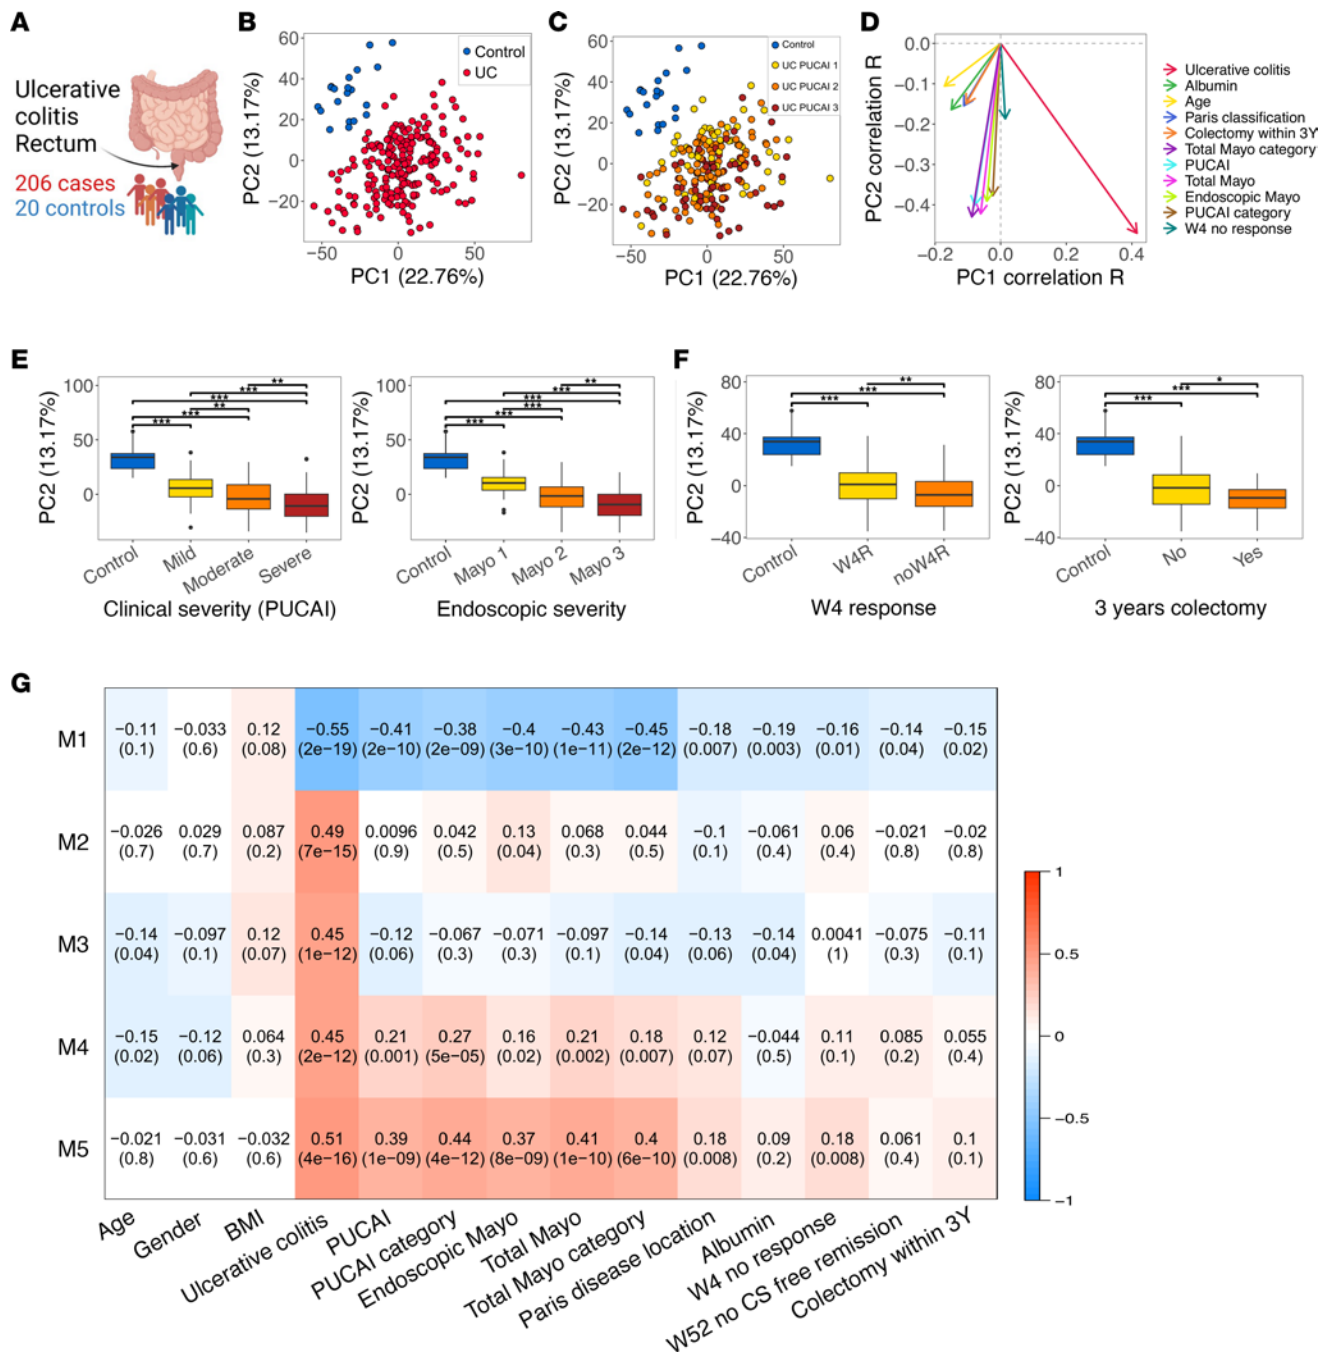 A
Ulcerative
colitis
Rectum
206 cases
20 controls
B
60
40
20
0
−20
−50
0
50
PC2 (13.17%)
PC1 (22.76%)
Control
UC
C
60
40
20
0
−20
−50
0
50
PC2 (13.17%)
PC1 (22.76%)
Control
UC PUCAI 1
UC PUCAI 2
UC PUCAI 3
D
0.0
−0.1
−0.2
−0.3
−0.4
−0.2
0.0
0.2
0.4
PC2 correlation R
PC1 correlation R
Ulcerative colitis
Albumin
Age
Paris classification
Colectomy within 3Y
Total Mayo category
PUCAI
Total Mayo
Endoscopic Mayo
PUCAI category
W4 no response
E
PC2 (13.17%)
100
50
0
**
***
***
**
***
***
Control
Mild
Moderate
Severe
Clinical severity (PUCAI)
PC2 (13.17%)
100
50
0
**
***
***
***
***
***
Control
Mayo 1
Mayo 2
Mayo 3
Endoscopic severity
F
PC2 (13.17%)
80
40
0
−40
**
***
***
Control
W4R
noW4R
W4 response
PC2 (13.17%)
80
40
0
−40
*
***
***
Control
No
Yes
3 years colectomy
G
M1 −0.11 −0.033 0.12 −0.55 −0.41 −0.38 −0.4 −0.43 −0.45 −0.18 −0.19 −0.16 −0.14 −0.15
(0.1) (0.6) (0.08) (2e−19) (2e−10) (2e−09) (3e−10) (1e−11) (2e−12) (0.007) (0.003) (0.01) (0.04) (0.02)
M2 −0.026 0.029 0.087 0.49 0.0096 0.042 0.13 0.068 0.044 −0.1 −0.061 0.06 −0.021 −0.02
(0.7) (0.7) (0.2) (7e−15) (0.9) (0.5) (0.04) (0.3) (0.5) (0.1) (0.4) (0.4) (0.8) (0.8)
M3 −0.14 −0.097 0.12 0.45 −0.12 −0.067 −0.071 −0.097 −0.14 −0.13 −0.14 0.0041 −0.075 −0.11
(0.04) (0.1) (0.07) (1e−12) (0.06) (0.3) (0.3) (0.1) (0.04) (0.06) (0.04) (1) (0.3) (0.1)
M4 −0.15 −0.12 0.064 0.45 0.21 0.27 0.16 0.21 0.18 0.12 −0.044 0.11 0.085 0.055
(0.02) (0.06) (0.3) (2e−12) (0.001) (5e−05) (0.02) (0.002) (0.007) (0.07) (0.5) (0.1) (0.2) (0.4)
M5 −0.021 −0.031 −0.032 0.51 0.39 0.44 0.37 0.41 0.4 0.18 0.09 0.18 0.061 0.1
(0.8) (0.6) (0.6) (4e−16) (1e−09) (4e−12) (8e−09) (1e−10) (6e−10) (0.008) (0.2) (0.008) (0.4) (0.1)
Age
Gender
BMI
Ulcerative colitis
PUCAI
PUCAI category
Endoscopic Mayo
Total Mayo
Total Mayo category
Paris disease location
Albumin
W4 no response
W52 no CS free remission
Colectomy within 3Y
1
0.5
0
−0.5
−1